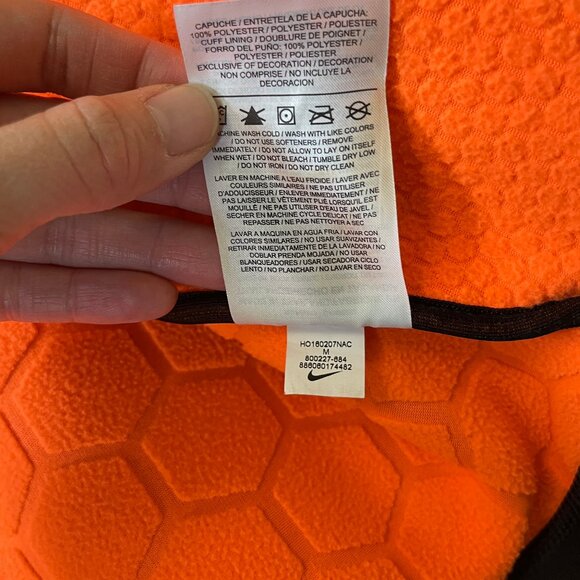 CAPUCHE / ENTRETELA DE LA CAPUCHA:
100% POLYESTER / POLYESTER / POLIESTER
CUFF LINING / DOUBLURE DE POIGNET /
FORRO DEL PUÑO: 100% POLYESTER /
POLYESTER / POLIESTER
EXCLUSIVE OF DECORATION / DECORATION
NON COMPRISE / NO INCLUYE LA
DECORACIÓN
MACHINE WASH COLD / WASH WITH LIKE COLORS
/ DO NOT USE SOFTENERS / REMOVE
IMMEDIATELY / DO NOT ALLOW TO LAY ON ITSELF
WHEN WET / DO NOT BLEACH / TUMBLE DRY LOW
/ DO NOT IRON / DO NOT DRY CLEAN
LAVER EN MACHINE A L'EAU FROIDE / LAVER AVEC
COULEURS SIMILAIRES / NE PAS UTILISER
D'ADOUCISSEUR / ENLEVER IMMEDIATEMENT / NE
PAS LAISSER LE VÊTEMENT PLIÉ LORSQU'IL EST
MOUILLÉ / NE PAS UTILISER D'EAU DE JAVEL /
SECHER EN MACHINE CYCLE DELICAT / NE PAS
REPASSER / NE PAS NETTOYER A SEC
LAVAR A MAQUINA EN AGUA FRIA / LAVAR CON
COLORES SIMILARES / NO USAR SUAVIZANTES /
RETIRAR INMEDIATAMENTE DE LA LAVADORA / NO
DOBLAR PRENDA MOJADA / NO USAR
BLANQUEADORES / USAR SECADORA CICLO
LENTO / NO PLANCHAR / NO LAVAR EN SECO
HO160207NAC
M
800227-684
886060174482